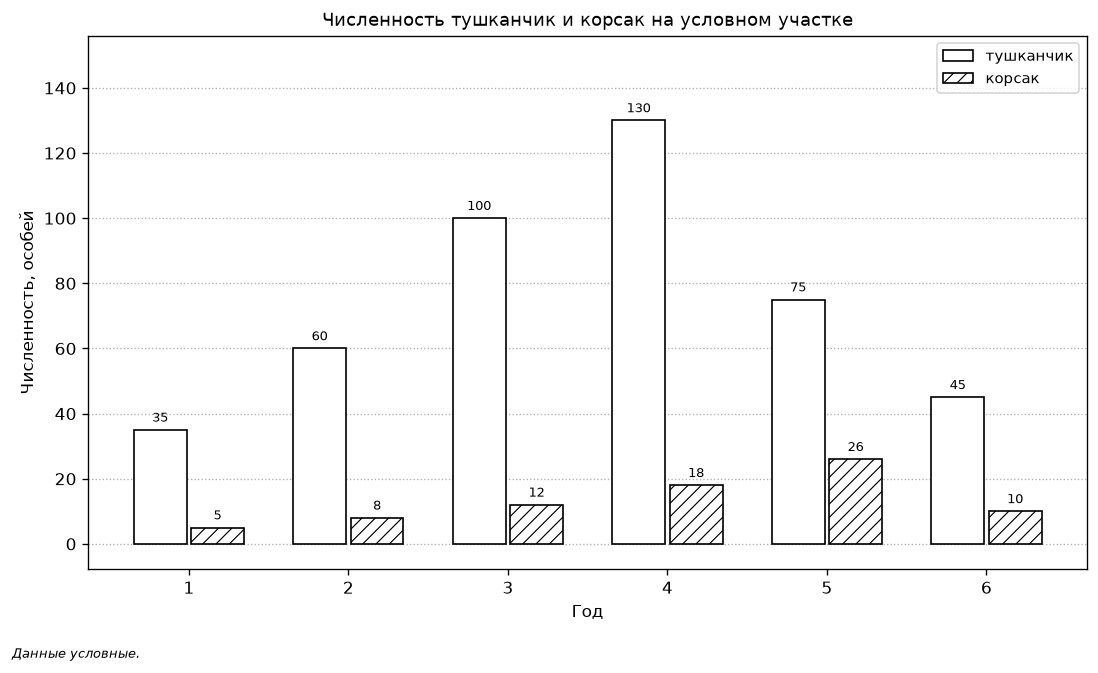 Численность тушканчик и корсак на условном участке
тушканчик
корсак
Численность, особей
140
120
100
80
60
40
20
0
35
5
60
8
100
12
130
18
75
26
45
10
1 2 3 4 5 6
Год
Данные условные.